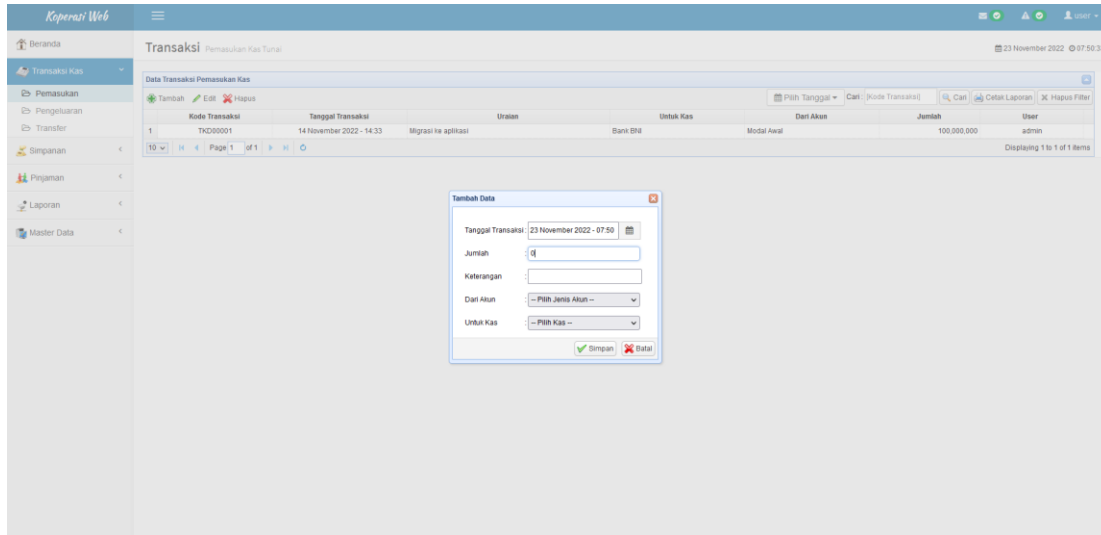 Koperasi Web
user
Beranda
Transaksi Pemasukan Kas Tunai
23 November 2022 07:50:3
Transaksi Kas
Pemasukan
Pengeluaran
Transfer
Simpanan
Pinjaman
Laporan
Master Data
Data Transaksi Pemasukan Kas
Tambah Edit Hapus
Pilih Tanggal Cari : [Kode Transaksi] Cari Cetak Laporan Hapus Filter
Kode Transaksi Tanggal Transaksi Uraian Untuk Kas Dari Akun Jumlah User
1 TKD00001 14 November 2022 - 14:33 Migrasi ke aplikasi Bank BNI Modal Awal 100,000,000 admin
10 Page 1 of 1 Displaying 1 to 1 of 1 items
Tambah Data
Tanggal Transaksi : 23 November 2022 - 07:50
Jumlah : 0
Keterangan :
Dari Akun : -- Pilih Jenis Akun --
Untuk Kas : -- Pilih Kas --
Simpan Batal